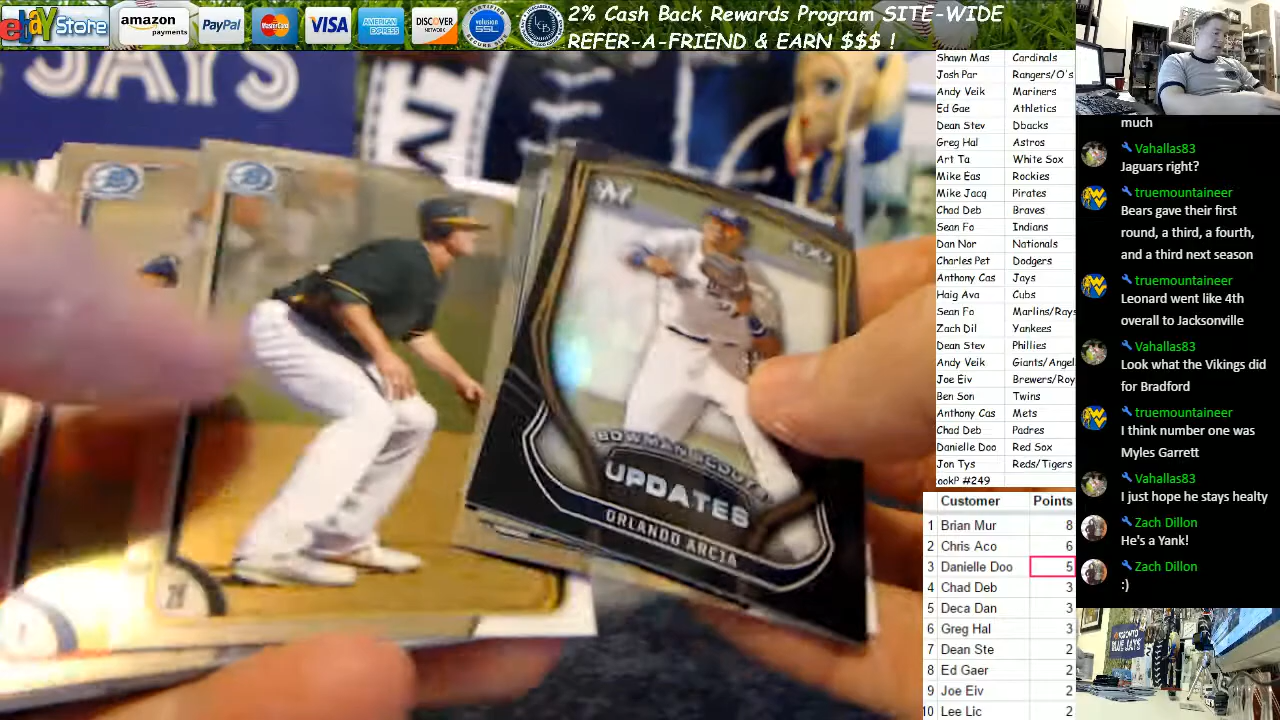 ebay Store
amazon
payments
PayPal
MasterCard
VISA
AMERICAN
EXPRESS
DISCOVER
NETWORK
volusion
SSL
2% Cash Back Rewards Program SITE-WIDE
REFER-A-FRIEND & EARN $$$ !
JAYS
BOWMAN SCOUTS
UPDATES
ORLANDO ARCIA
Shawn Mas Cardinals
Josh Par Rangers/O's
Andy Veik Mariners
Ed Gae Athletics
Dean Stev Dbacks
Greg Hal Astros
Art Ta White Sox
Mike Eas Rockies
Mike Jacq Pirates
Chad Deb Braves
Sean Fo Indians
Dan Nor Nationals
Charles Pet Dodgers
Anthony Cas Jays
Haig Ava Cubs
Sean Fo Marlins/Rays
Zach Dil Yankees
Dean Stev Phillies
Andy Veik Giants/Angel
Joe Eiv Brewers/Roy
Ben Son Twins
Anthony Cas Mets
Chad Deb Padres
Danielle Doo Red Sox
Jon Tys Reds/Tigers
ookP #249
Customer Points
1 Brian Mur 8
2 Chris Aco 6
3 Danielle Doo 5
4 Chad Deb 3
5 Deca Dan 3
6 Greg Hal 3
7 Dean Ste 2
8 Ed Gaer 2
9 Joe Eiv 2
10 Lee Lic 2
much
Vahallas83
Jaguars right?
truemountaineer
Bears gave their first
round, a third, a fourth,
and a third next season
truemountaineer
Leonard went like 4th
overall to Jacksonville
Vahallas83
Look what the Vikings did
for Bradford
truemountaineer
I think number one was
Myles Garrett
Vahallas83
I just hope he stays healty
Zach Dillon
He's a Yank!
Zach Dillon
:)
TORONTO
BLUE JAYS